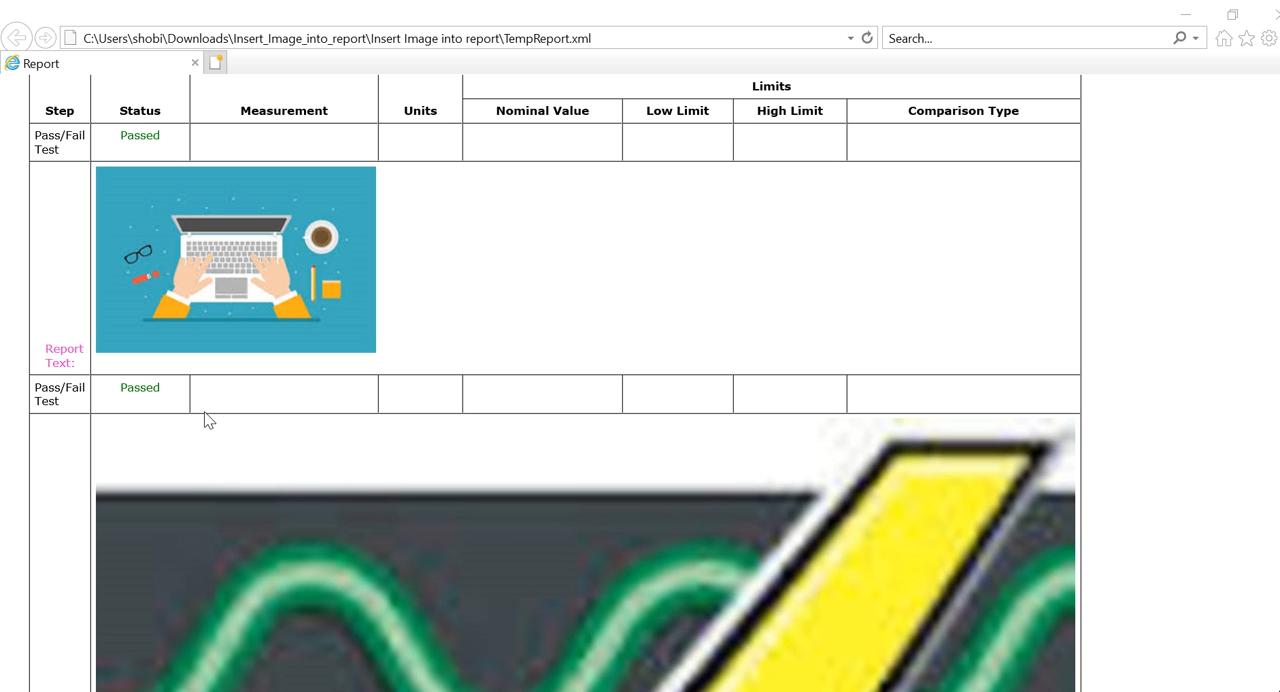 C:\Users\shobi\Downloads\Insert_Image_into_report\Insert Image into report\TempReport.xml
Search...
Report
Limits
Step Status Measurement Units Nominal Value Low Limit High Limit Comparison Type
Pass/Fail Passed
Test
Report
Text:
Pass/Fail Passed
Test